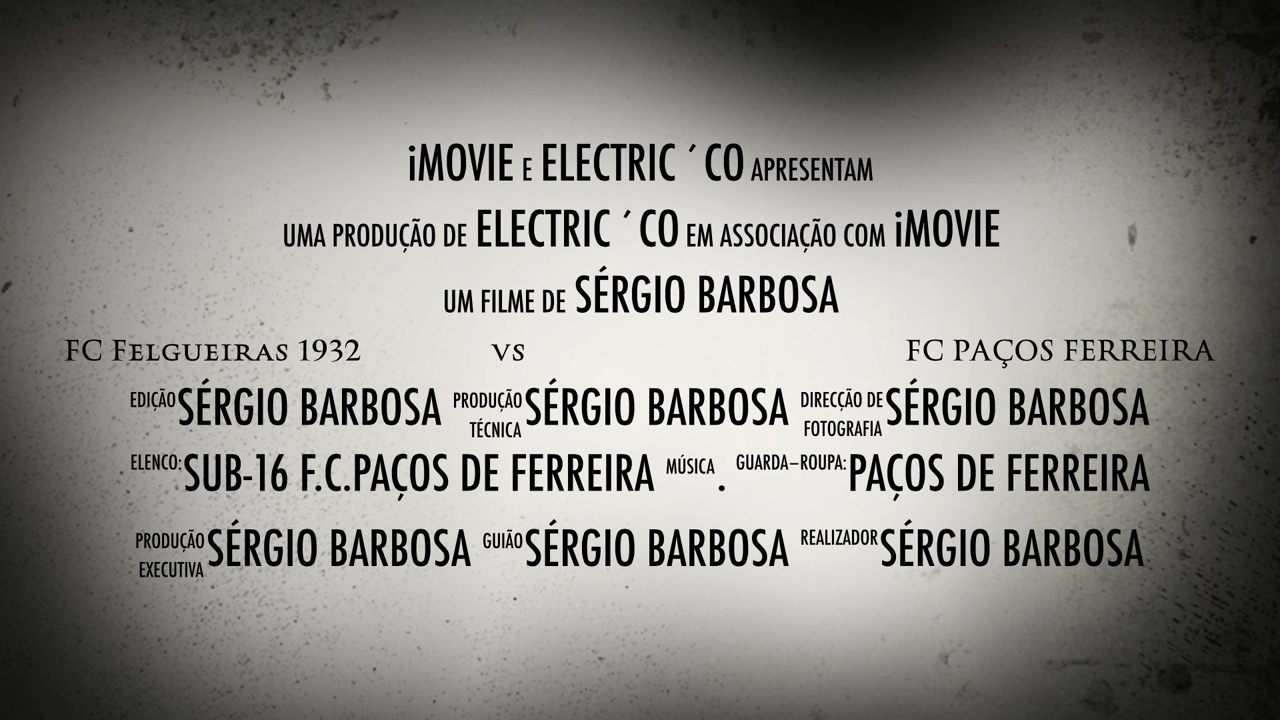 iMOVIE E ELECTRIC ´CO APRESENTAM
UMA PRODUÇÃO DE ELECTRIC ´CO EM ASSOCIAÇÃO COM iMOVIE
UM FILME DE SÉRGIO BARBOSA
FC FELGUEIRAS 1932 VS FC PAÇOS FERREIRA
EDIÇÃO SÉRGIO BARBOSA PRODUÇÃO TÉCNICA SÉRGIO BARBOSA DIRECÇÃO DE FOTOGRAFIA SÉRGIO BARBOSA
ELENCO: SUB-16 F.C.PAÇOS DE FERREIRA MÚSICA . GUARDA-ROUPA: PAÇOS DE FERREIRA
PRODUÇÃO EXECUTIVA SÉRGIO BARBOSA GUIÃO SÉRGIO BARBOSA REALIZADOR SÉRGIO BARBOSA